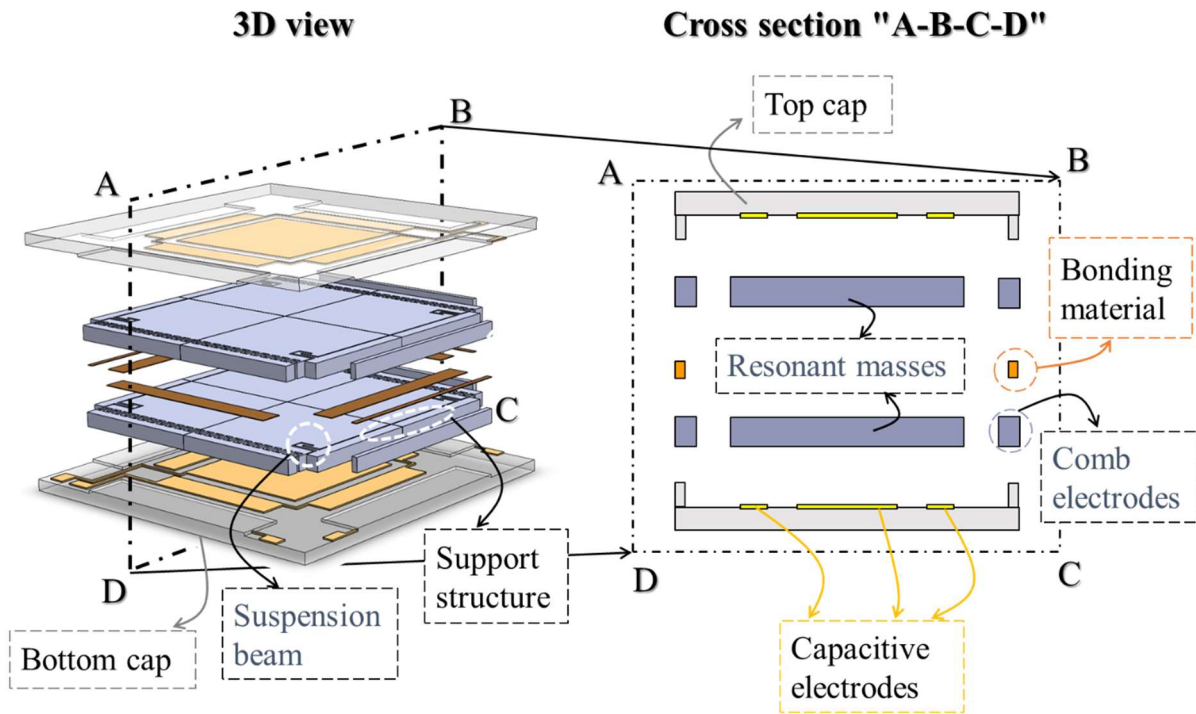 3D view
Cross section "A-B-C-D"
B
Top cap
A
A
B
Bonding
material
Resonant masses
C
Comb
electrodes
D
Support
structure
D
C
Suspension
beam
Bottom cap
Capacitive
electrodes